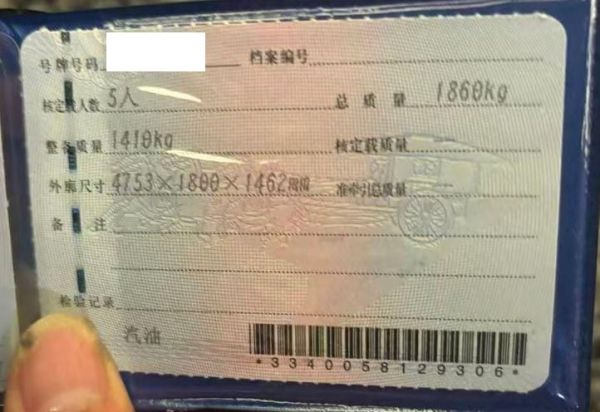 号牌号码 档案编号
核定载人数 5人 总质量 1860kg
整备质量 1410kg 核定载质量
外廓尺寸 4753×1800×1462mm 准牵引总质量
备注
检验记录
汽油
*3340058129306*